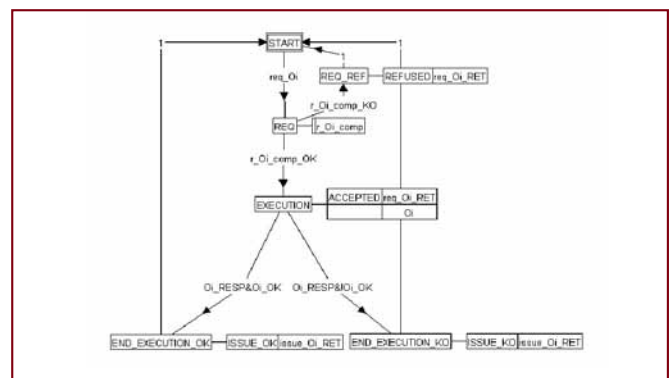 1 START 1
1
req_Oi
REQ_REF REFUSED req_Oi_RET
r_Oi_comp_KO
REQ r_Oi_comp
r_Oi_comp_OK
ACCEPTED req_Oi_RET
EXECUTION
Oi
Oi_RESP&Oi_OK Oi_RESP&!Oi_OK
END_EXECUTION_OK ISSUE_OK issue_Oi_RET END_EXECUTION_KO ISSUE_KO issue_Oi_RET